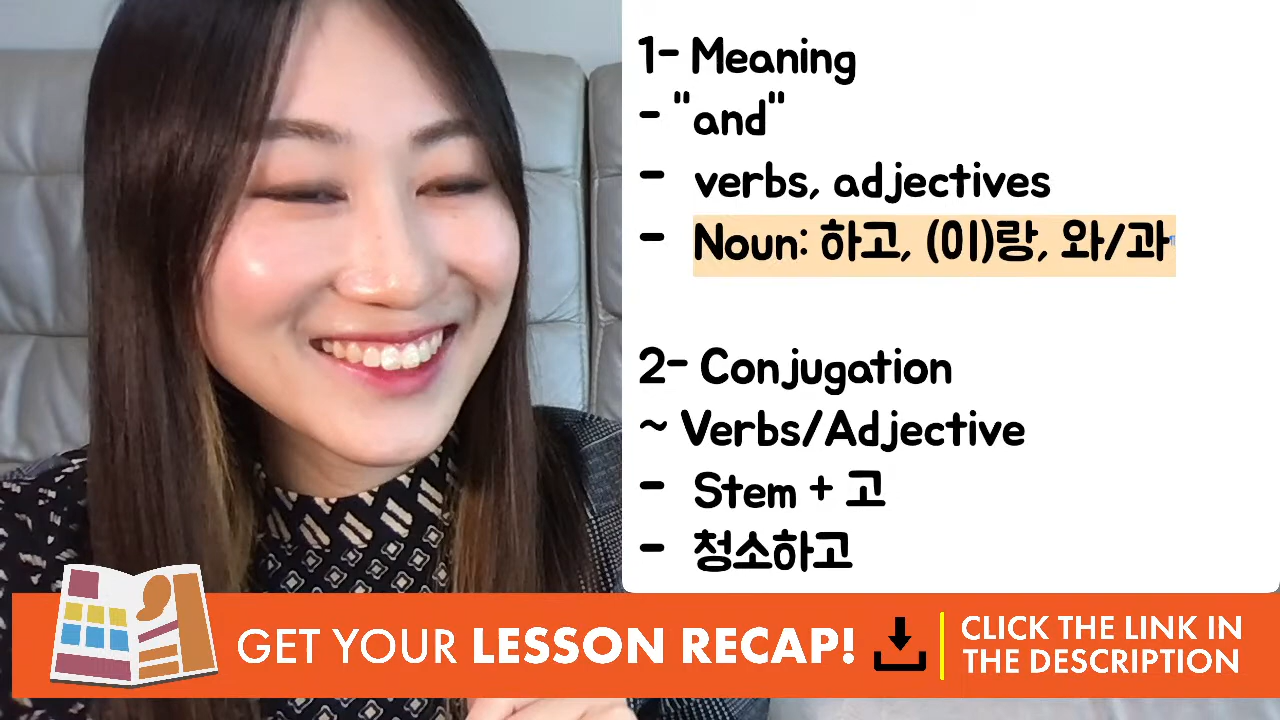 1- Meaning
- "and"
- verbs, adjectives
- Noun: 하고, (이)랑, 와/과
2- Conjugation
~ Verbs/Adjective
- Stem + 고
- 청소하고
GET YOUR LESSON RECAP!
CLICK THE LINK IN
THE DESCRIPTION